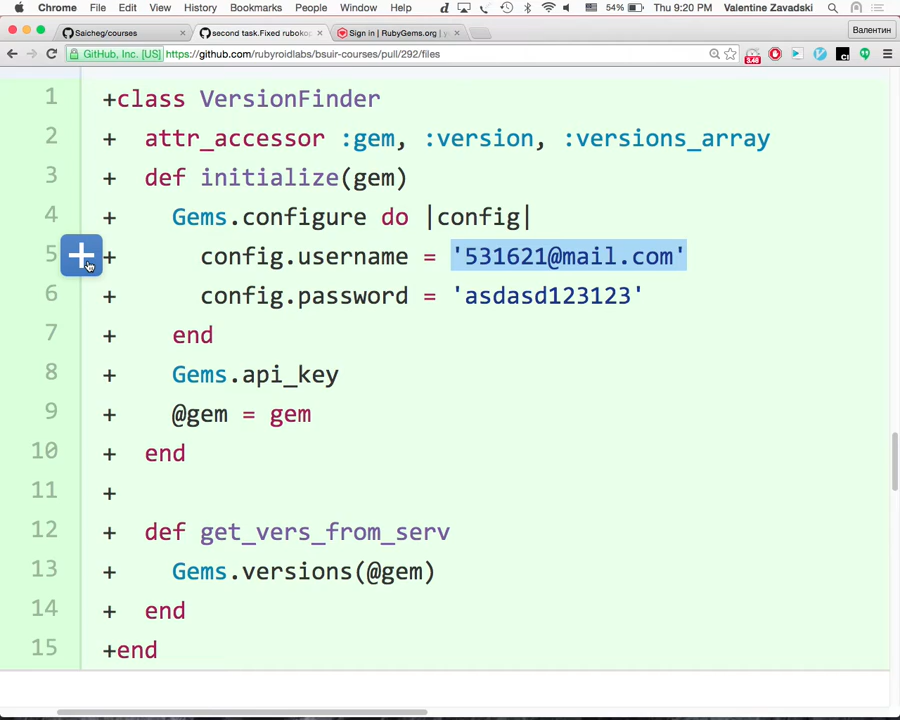 Chrome File Edit View History Bookmarks People Window Help 54% Thu 9:20 PM Valentine Zavadski
Saicheg/courses
second task.Fixed ruboko
Sign in | RubyGems.org | y
Валентин
GitHub, Inc. [US] https://github.com/rubyroidlabs/bsuir-courses/pull/292/files
3.48
1 +class VersionFinder
2 + attr_accessor :gem, :version, :versions_array
3 + def initialize(gem)
4 + Gems.configure do |config|
5 + config.username = '531621@mail.com'
6 + config.password = 'asdasd123123'
7 + end
8 + Gems.api_key
9 + @gem = gem
10 + end
11 +
12 + def get_vers_from_serv
13 + Gems.versions(@gem)
14 + end
15 +end